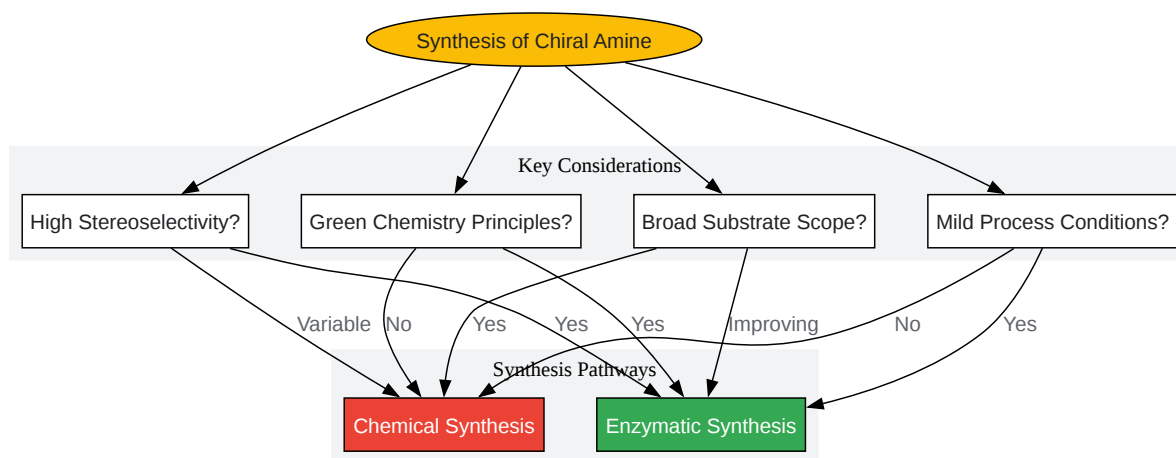 Synthesis of Chiral Amine
Key Considerations
High Stereoselectivity?
Green Chemistry Principles?
Broad Substrate Scope?
Mild Process Conditions?
Variable
No
Yes
Yes
Yes
Improving
No
Yes
Synthesis Pathways
Chemical Synthesis
Enzymatic Synthesis